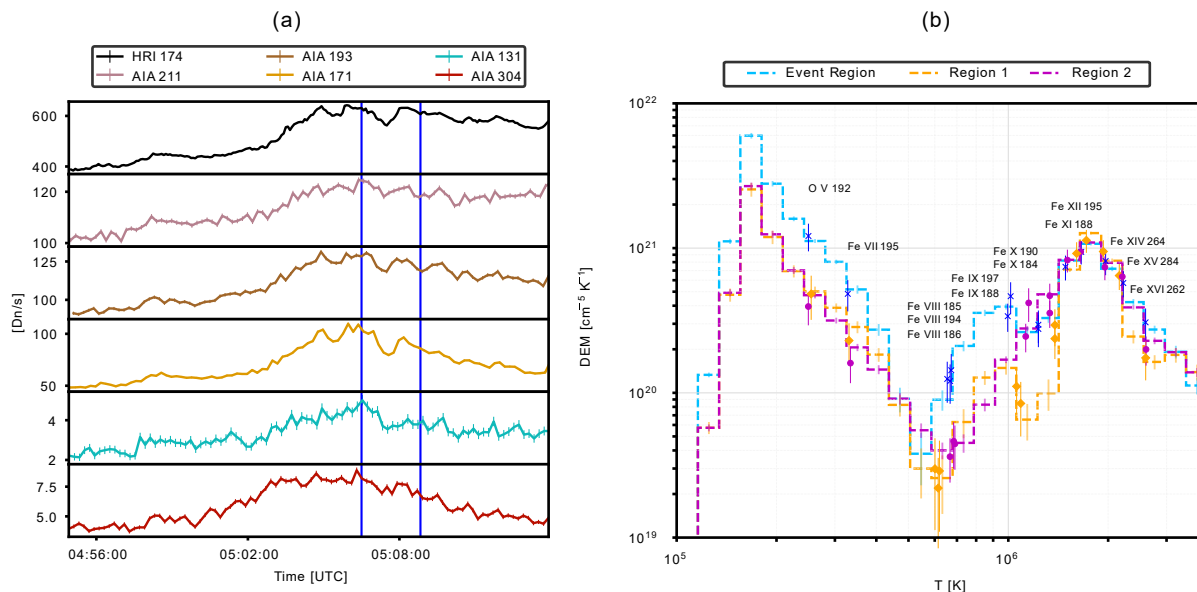 (a)
HRI 174
AIA 193
AIA 131
AIA 211
AIA 171
AIA 304
600
400
120
100
125
100
100
50
4
2
7.5
5.0
[Dn/s]
04:56:00
05:02:00
05:08:00
Time [UTC]
(b)
Event Region
Region 1
Region 2
10²²
10²¹
10²⁰
10¹⁹
DEM [cm⁻⁵ K⁻¹]
O V 192
Fe VII 195
Fe XII 195
Fe XI 188
Fe X 190
Fe X 184
Fe XIV 264
Fe XV 284
Fe IX 197
Fe IX 188
Fe XVI 262
Fe VIII 185
Fe VIII 194
Fe VIII 186
10⁵
10⁶
T [K]